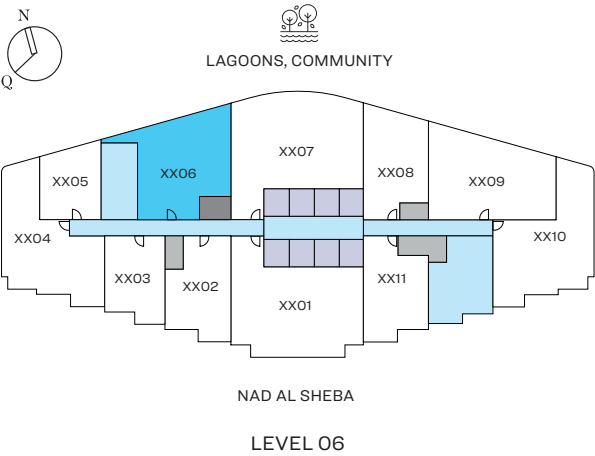 N
Q
LAGOONS, COMMUNITY
XX07
XX08
XX06
XX05
XX09
XX04
XX10
XX03
XX11
XX02
XX01
NAD AL SHEBA
LEVEL 06